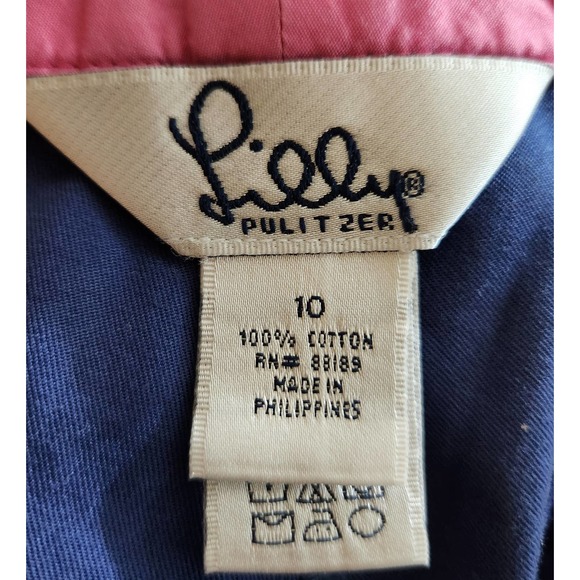 Lilly®
PULITZER
10
100% COTTON
RN# 88189
MADE IN
PHILIPPINES